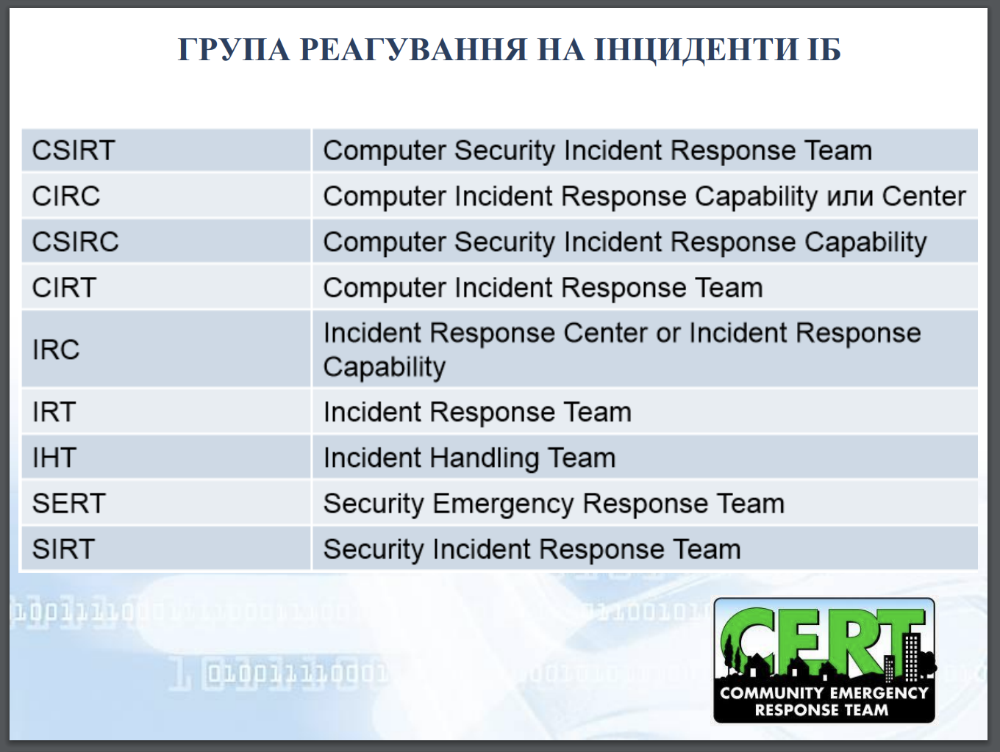 ГРУПА РЕАГУВАННЯ НА ІНЦИДЕНТИ ІБ
CSIRT Computer Security Incident Response Team
CIRC Computer Incident Response Capability или Center
CSIRC Computer Security Incident Response Capability
CIRT Computer Incident Response Team
IRC Incident Response Center or Incident Response
Capability
IRT Incident Response Team
IHT Incident Handling Team
SERT Security Emergency Response Team
SIRT Security Incident Response Team
CERT
COMMUNITY EMERGENCY
RESPONSE TEAM